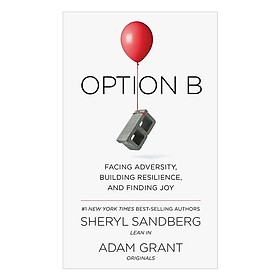 OPTION B
FACING ADVERSITY,
BUILDING RESILIENCE,
AND FINDING JOY
#1 NEW YORK TIMES BEST-SELLING AUTHORS
SHERYL SANDBERG
LEAN IN
ADAM GRANT
ORIGINALS